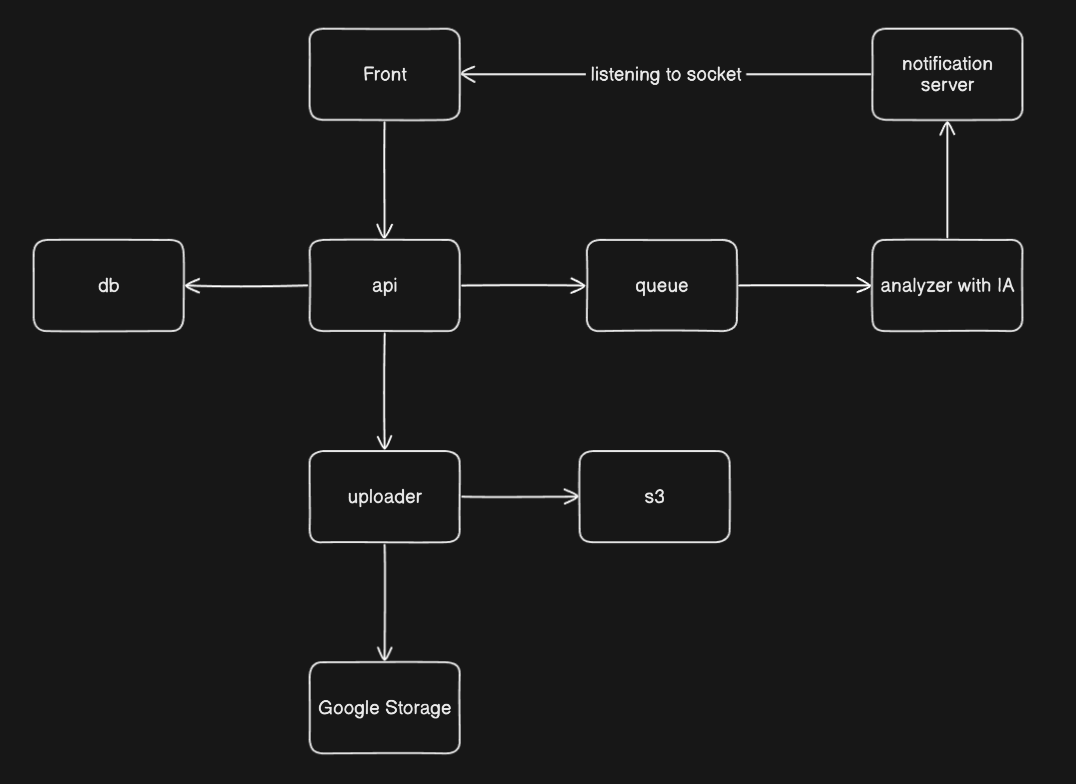 Front
listening to socket
notification
server
db
api
queue
analyzer with IA
uploader
s3
Google Storage